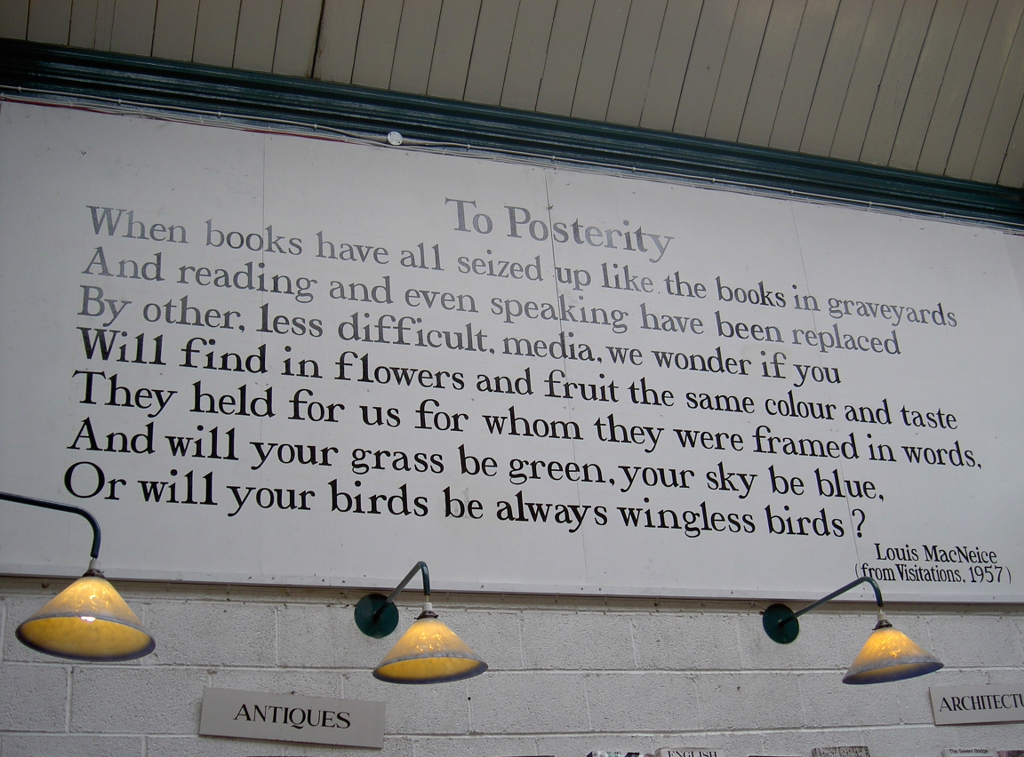 To Posterity
When books have all seized up like the books in graveyards
And reading and even speaking have been replaced
By other, less difficult, media, we wonder if you
Will find in flowers and fruit the same colour and taste
They held for us for whom they were framed in words,
And will your grass be green, your sky be blue,
Or will your birds be always wingless birds?
Louis MacNeice
(from Visitations, 1957)
ANTIQUES
ARCHITECTU
ENGLISH
The Severn Bridge